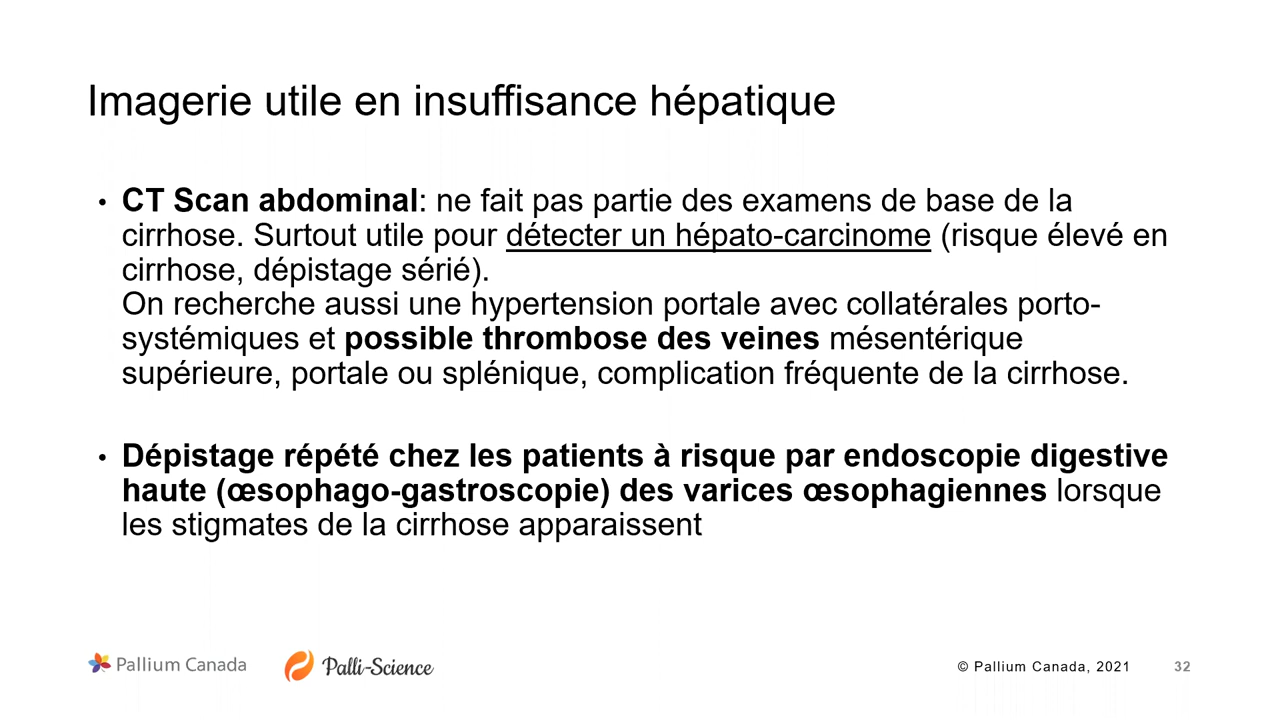 Imagerie utile en insuffisance hépatique
• CT Scan abdominal: ne fait pas partie des examens de base de la
cirrhose. Surtout utile pour détecter un hépato-carcinome (risque élevé en
cirrhose, dépistage sérié).
On recherche aussi une hypertension portale avec collatérales porto-
systémiques et possible thrombose des veines mésentérique
supérieure, portale ou splénique, complication fréquente de la cirrhose.
• Dépistage répété chez les patients à risque par endoscopie digestive
haute (œsophago-gastroscopie) des varices œsophagiennes lorsque
les stigmates de la cirrhose apparaissent
Pallium Canada
Palli-Science
© Pallium Canada, 2021
32